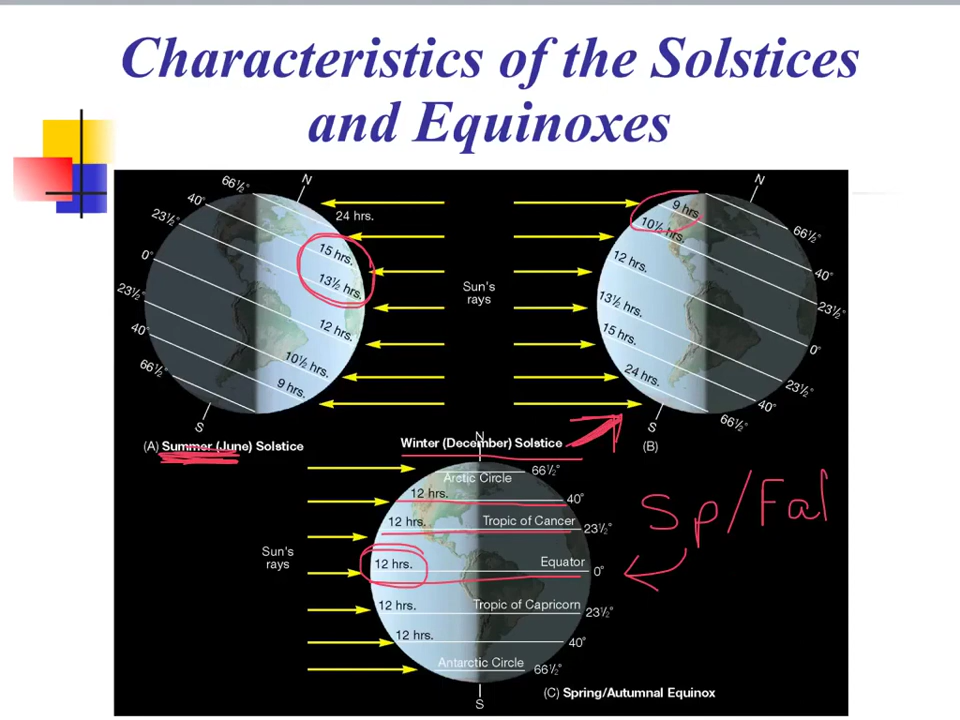 Characteristics of the Solstices
and Equinoxes
N
66½°
40°
23½°
0°
23½°
40°
66½°
24 hrs.
15 hrs.
13½ hrs.
12 hrs.
10½ hrs.
9 hrs.
S
(A) Summer (June) Solstice
Sun's
rays
N
9 hrs.
10½ hrs.
12 hrs.
13½ hrs.
15 hrs.
24 hrs.
66½°
40°
23½°
0°
23½°
40°
66½°
S
Winter (December) Solstice
(B)
N
Arctic Circle 66½°
12 hrs. 40°
12 hrs. Tropic of Cancer 23½°
12 hrs. Equator 0°
12 hrs. Tropic of Capricorn 23½°
12 hrs. 40°
Antarctic Circle 66½°
S
Sun's
rays
(C) Spring/Autumnal Equinox
Sp/Fal